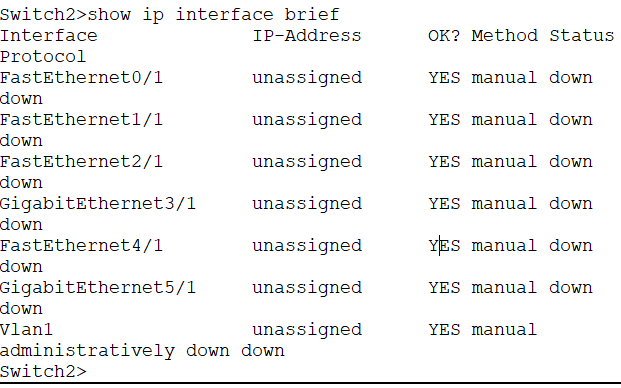 Switch2>show ip interface brief
Interface IP-Address OK? Method Status
Protocol
FastEthernet0/1 unassigned YES manual down
down
FastEthernet1/1 unassigned YES manual down
down
FastEthernet2/1 unassigned YES manual down
down
GigabitEthernet3/1 unassigned YES manual down
down
FastEthernet4/1 unassigned YES manual down
down
GigabitEthernet5/1 unassigned YES manual down
down
Vlan1 unassigned YES manual
administratively down down
Switch2>